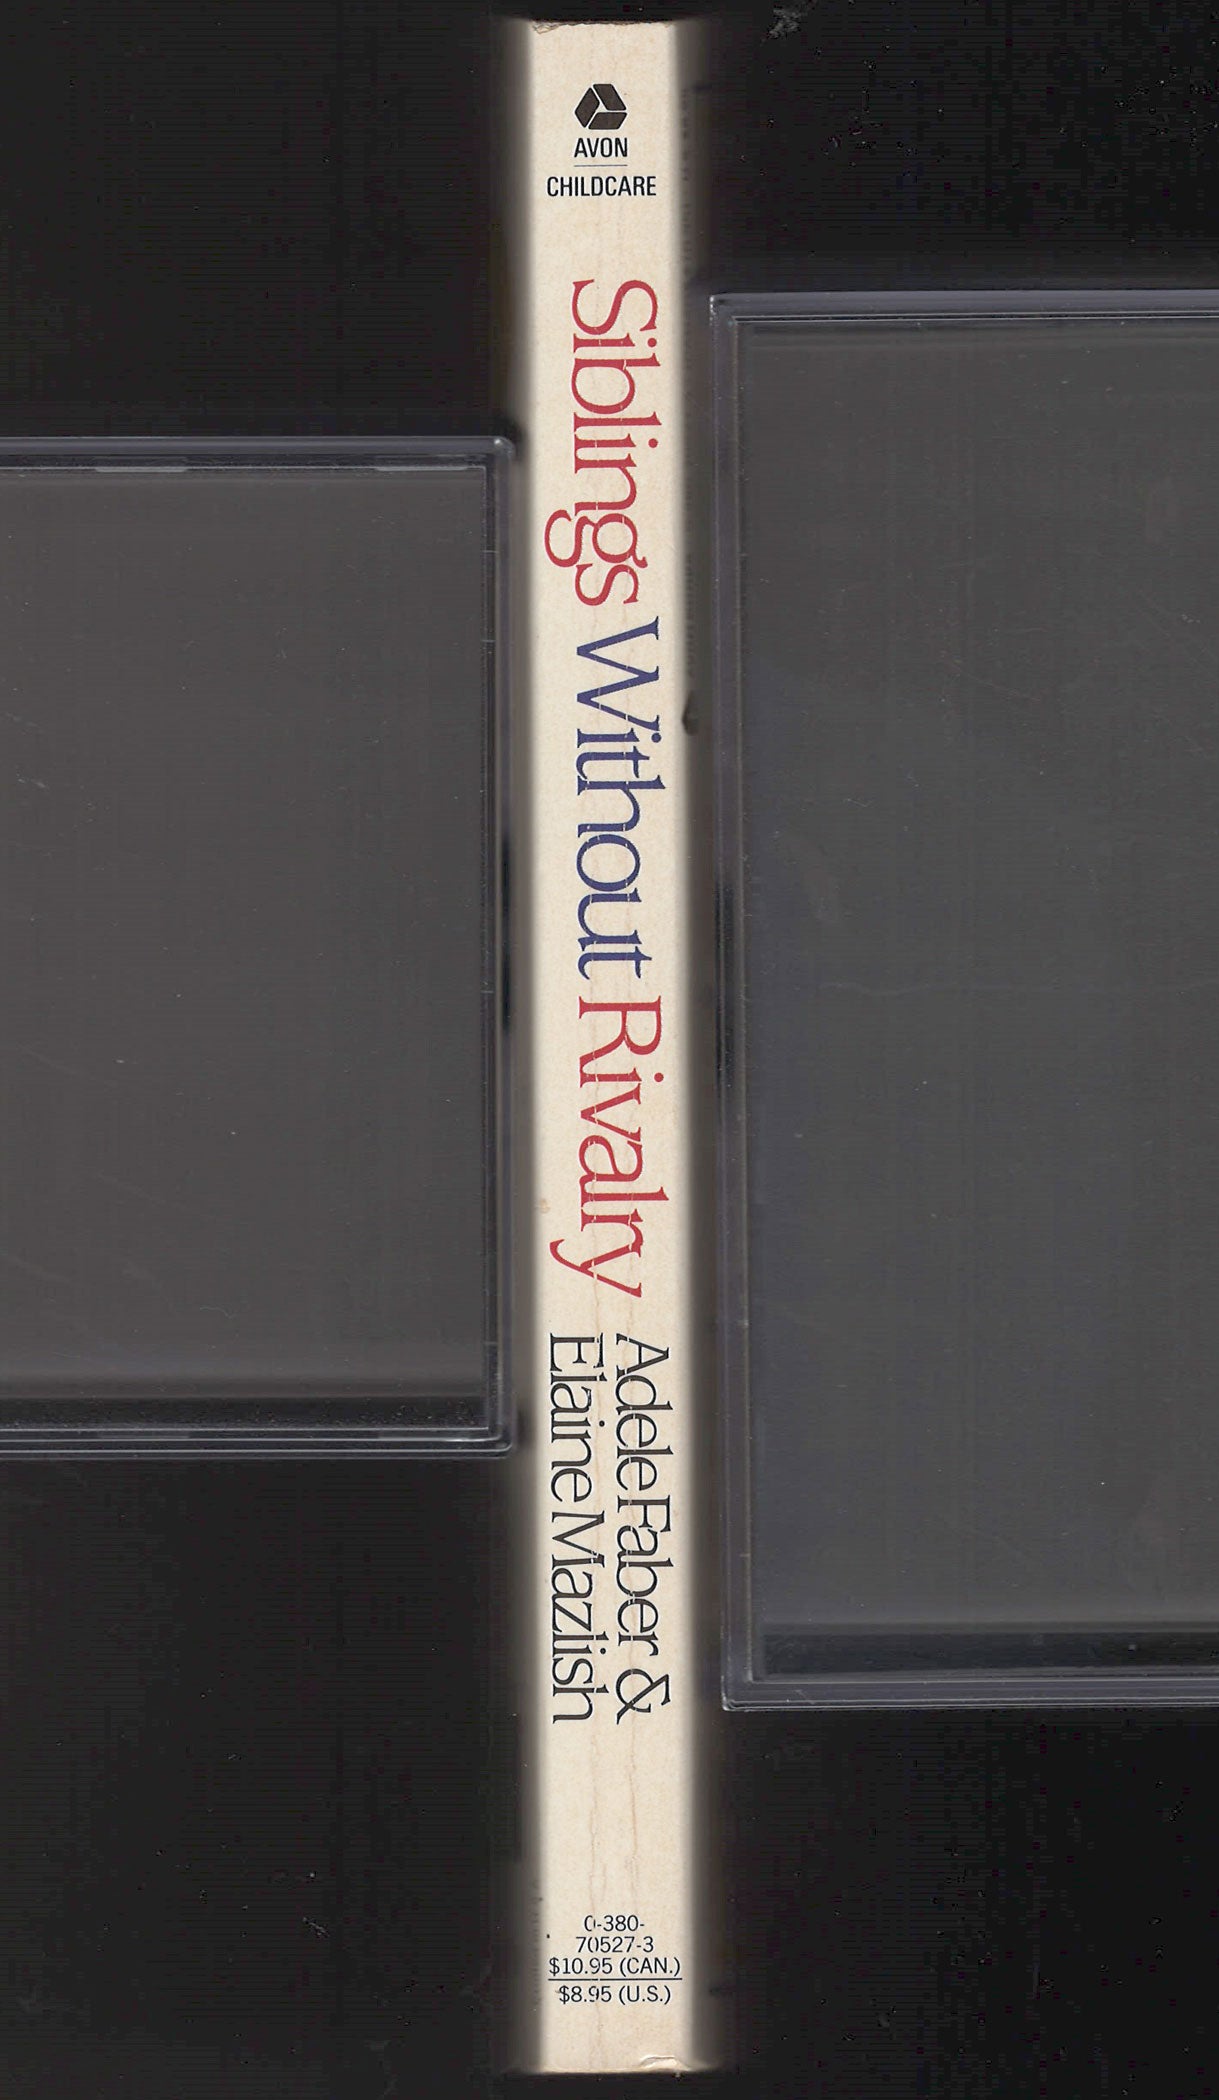 AVON
CHILDCARE
Siblings Without Rivalry
Adele Faber &
Elaine Mazlish
0-380-
70527-3
$10.95 (CAN.)
$8.95 (U.S.)